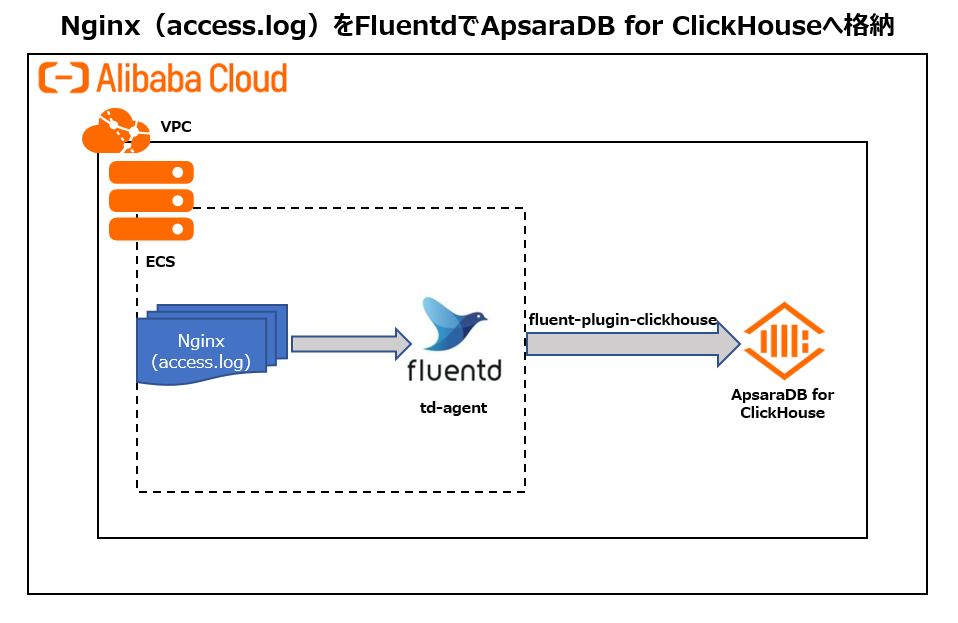 Nginx（access.log）をFluentdでApsaraDB for ClickHouseへ格納
Alibaba Cloud
VPC
ECS
Nginx
(access.log)
fluentd
td-agent
fluent-plugin-clickhouse
ApsaraDB for
ClickHouse